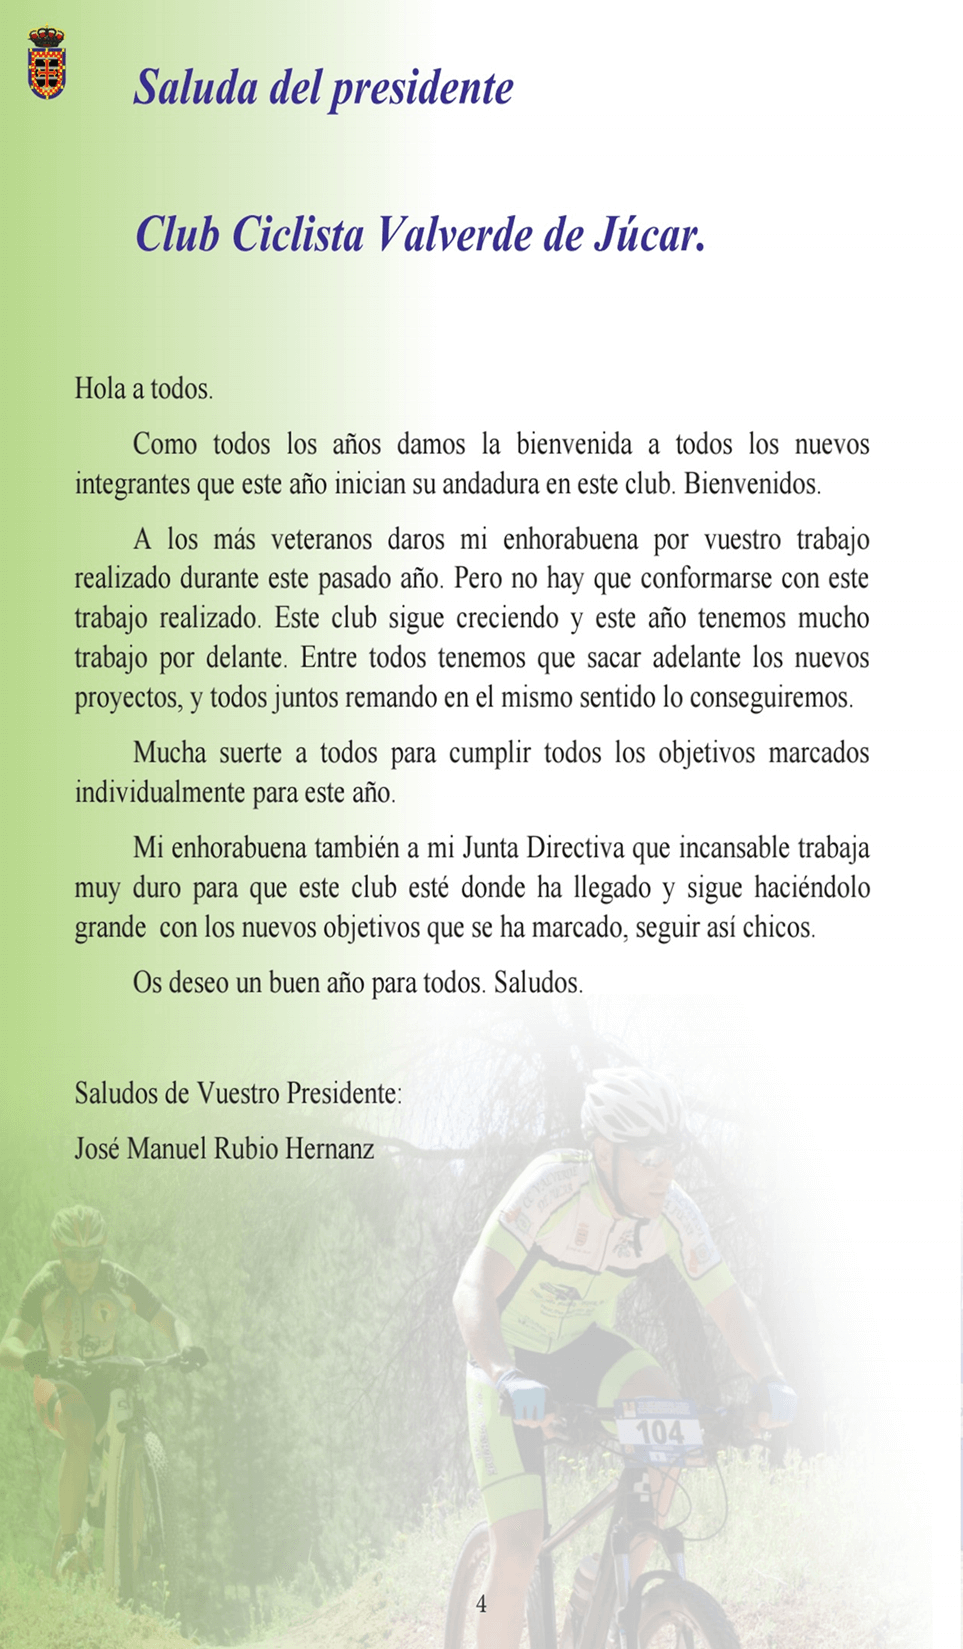 Saluda del presidente
Club Ciclista Valverde de Júcar.
Hola a todos.
Como todos los años damos la bienvenida a todos los nuevos
integrantes que este año inician su andadura en este club. Bienvenidos.
A los más veteranos daros mi enhorabuena por vuestro trabajo
realizado durante este pasado año. Pero no hay que conformarse con este
trabajo realizado. Este club sigue creciendo y este año tenemos mucho
trabajo por delante. Entre todos tenemos que sacar adelante los nuevos
proyectos, y todos juntos remando en el mismo sentido lo conseguiremos.
Mucha suerte a todos para cumplir todos los objetivos marcados
individualmente para este año.
Mi enhorabuena también a mi Junta Directiva que incansable trabaja
muy duro para que este club esté donde ha llegado y sigue haciéndolo
grande  con los nuevos objetivos que se ha marcado, seguir así chicos.
Os deseo un buen año para todos. Saludos.
Saludos de Vuestro Presidente:
José Manuel Rubio Hernanz
104
4